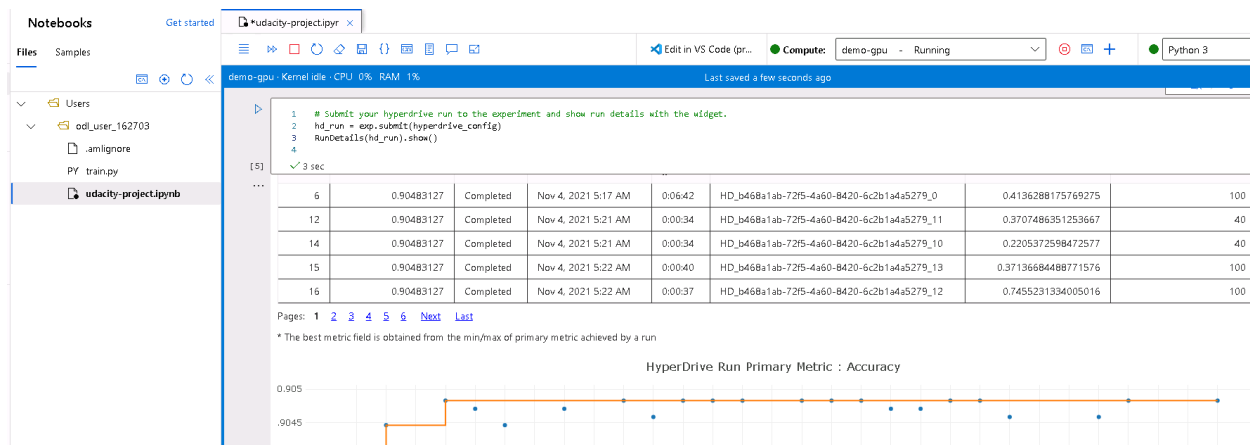 Notebooks
Get started
Files Samples
Users
odl_user_162703
.amlignore
PY train.py
udacity-project.ipynb
*udacity-project.ipyr ×
Edit in VS Code (pr...
Compute: demo-gpu - Running
Python 3
demo-gpu · Kernel idle · CPU 0% RAM 1%
Last saved a few seconds ago
1 # Submit your hyperdrive run to the experiment and show run details with the widget.
2 hd_run = exp.submit(hyperdrive_config)
3 RunDetails(hd_run).show()
4
[5] ✓ 3 sec
...
6 0.90483127 Completed Nov 4, 2021 5:17 AM 0:06:42 HD_b468a1ab-72f5-4a60-8420-6c2b1a4a5279_0 0.4136288175769275 100
12 0.90483127 Completed Nov 4, 2021 5:21 AM 0:00:34 HD_b468a1ab-72f5-4a60-8420-6c2b1a4a5279_11 0.3707486351253667 40
14 0.90483127 Completed Nov 4, 2021 5:21 AM 0:00:34 HD_b468a1ab-72f5-4a60-8420-6c2b1a4a5279_10 0.2205372598472577 40
15 0.90483127 Completed Nov 4, 2021 5:22 AM 0:00:40 HD_b468a1ab-72f5-4a60-8420-6c2b1a4a5279_13 0.37136684488771576 100
16 0.90483127 Completed Nov 4, 2021 5:22 AM 0:00:37 HD_b468a1ab-72f5-4a60-8420-6c2b1a4a5279_12 0.7455231334005016 100
Pages: 1 2 3 4 5 6 Next Last
* The best metric field is obtained from the min/max of primary metric achieved by a run
HyperDrive Run Primary Metric : Accuracy
0.905
.9045